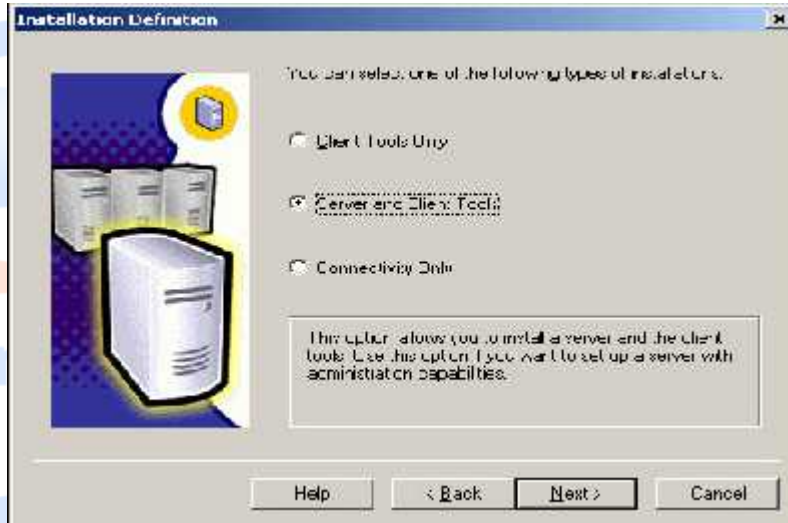 Installation Definition
You can select one of the following types of installations.
Client Tools Only
Server and Client Tools
Connectivity Only
This option allows you to install a server and the client
tools. Use this option if you want to set up a server with
administration capabilities.
Help
< Back
Next >
Cancel